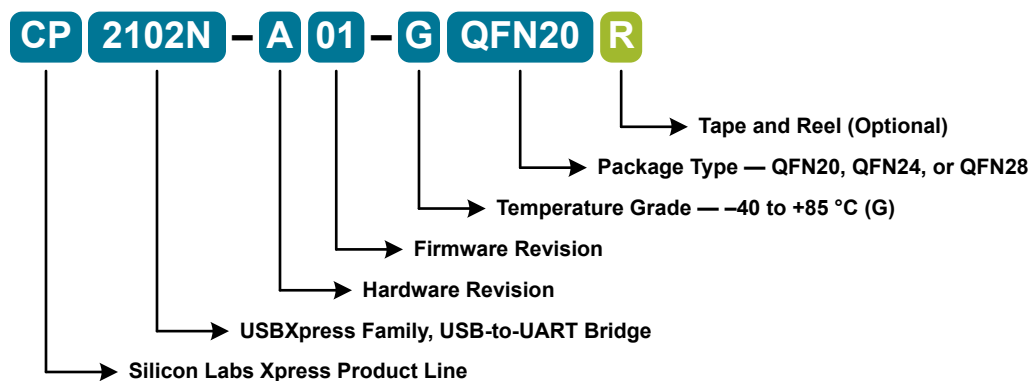 CP 2102N – A 01 – G QFN20 R
Tape and Reel (Optional)
Package Type — QFN20, QFN24, or QFN28
Temperature Grade — –40 to +85 °C (G)
Firmware Revision
Hardware Revision
USBXpress Family, USB-to-UART Bridge
Silicon Labs Xpress Product Line